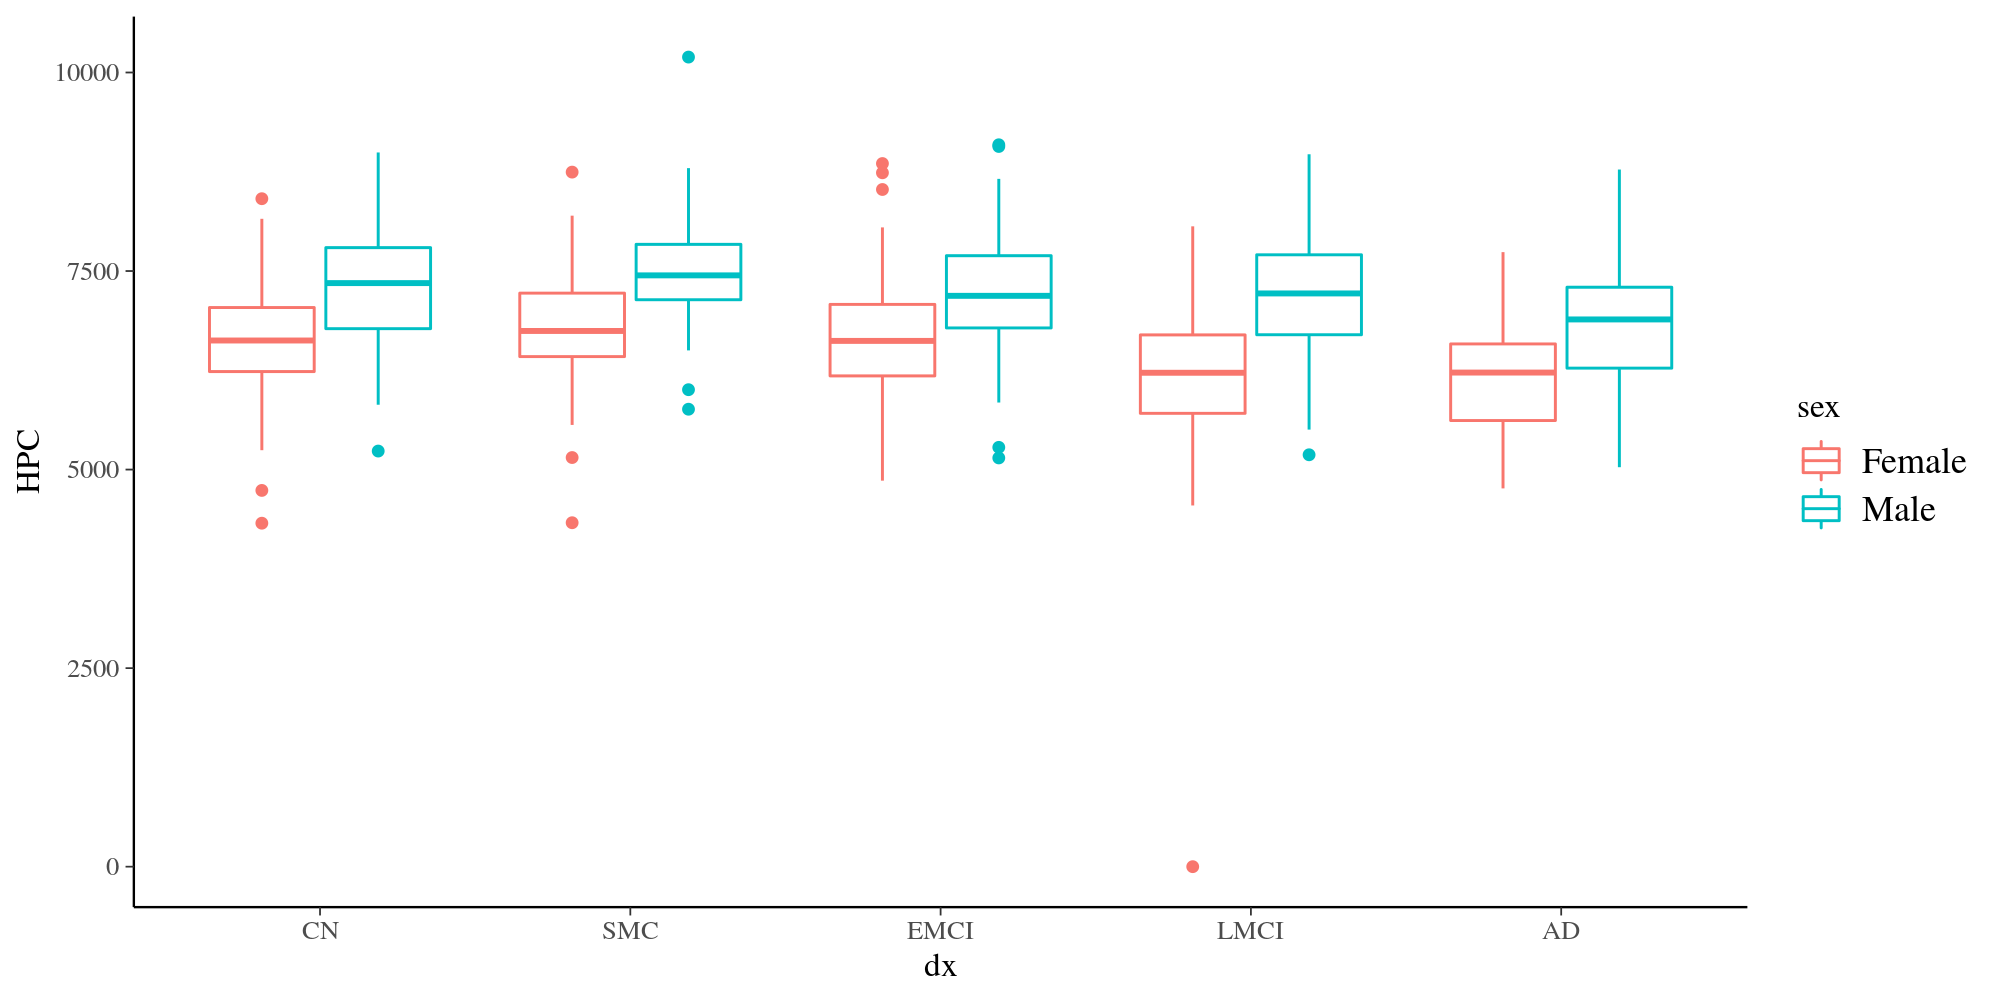 10000
7500
5000
2500
0
HPC
CN SMC EMCI LMCI AD
dx
sex
Female
Male